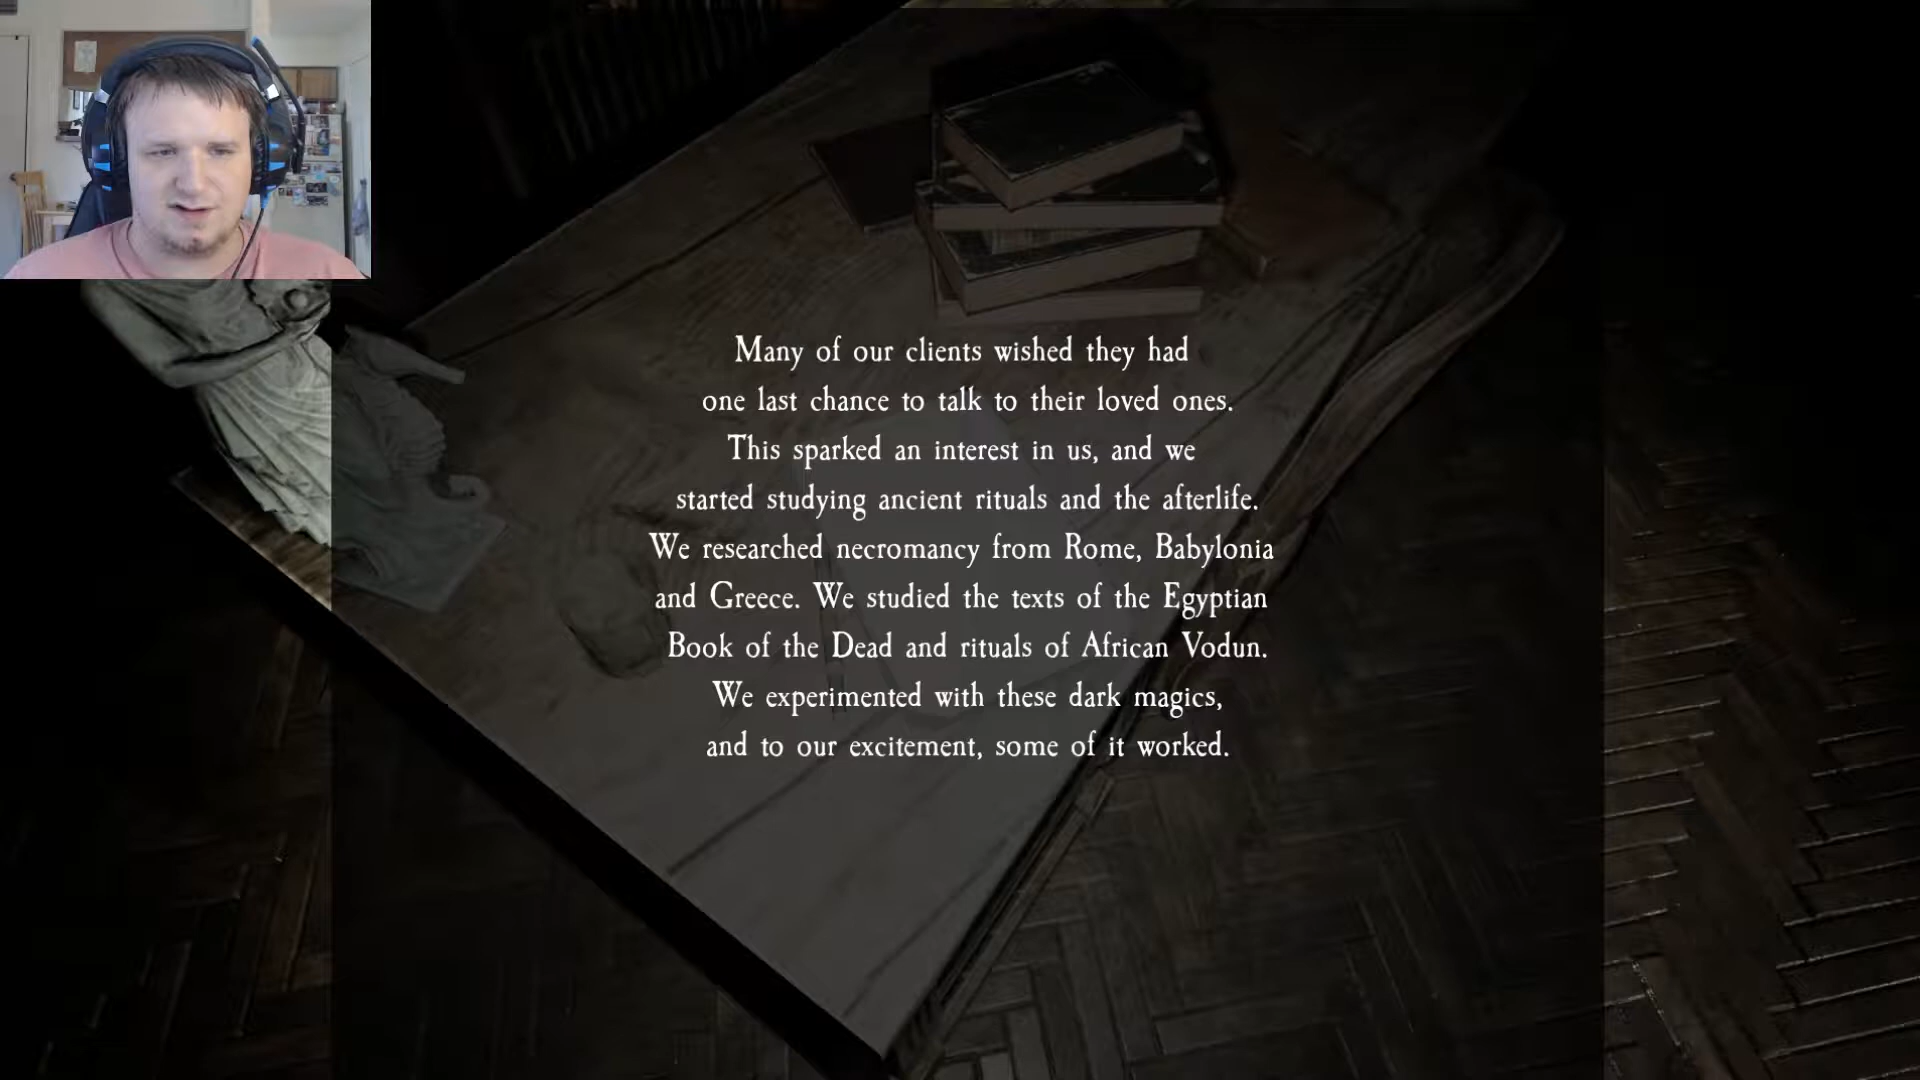 Many of our clients wished they had
one last chance to talk to their loved ones.
This sparked an interest in us, and we
started studying ancient rituals and the afterlife.
We researched necromancy from Rome, Babylonia
and Greece. We studied the texts of the Egyptian
Book of the Dead and rituals of African Vodun.
We experimented with these dark magics,
and to our excitement, some of it worked.